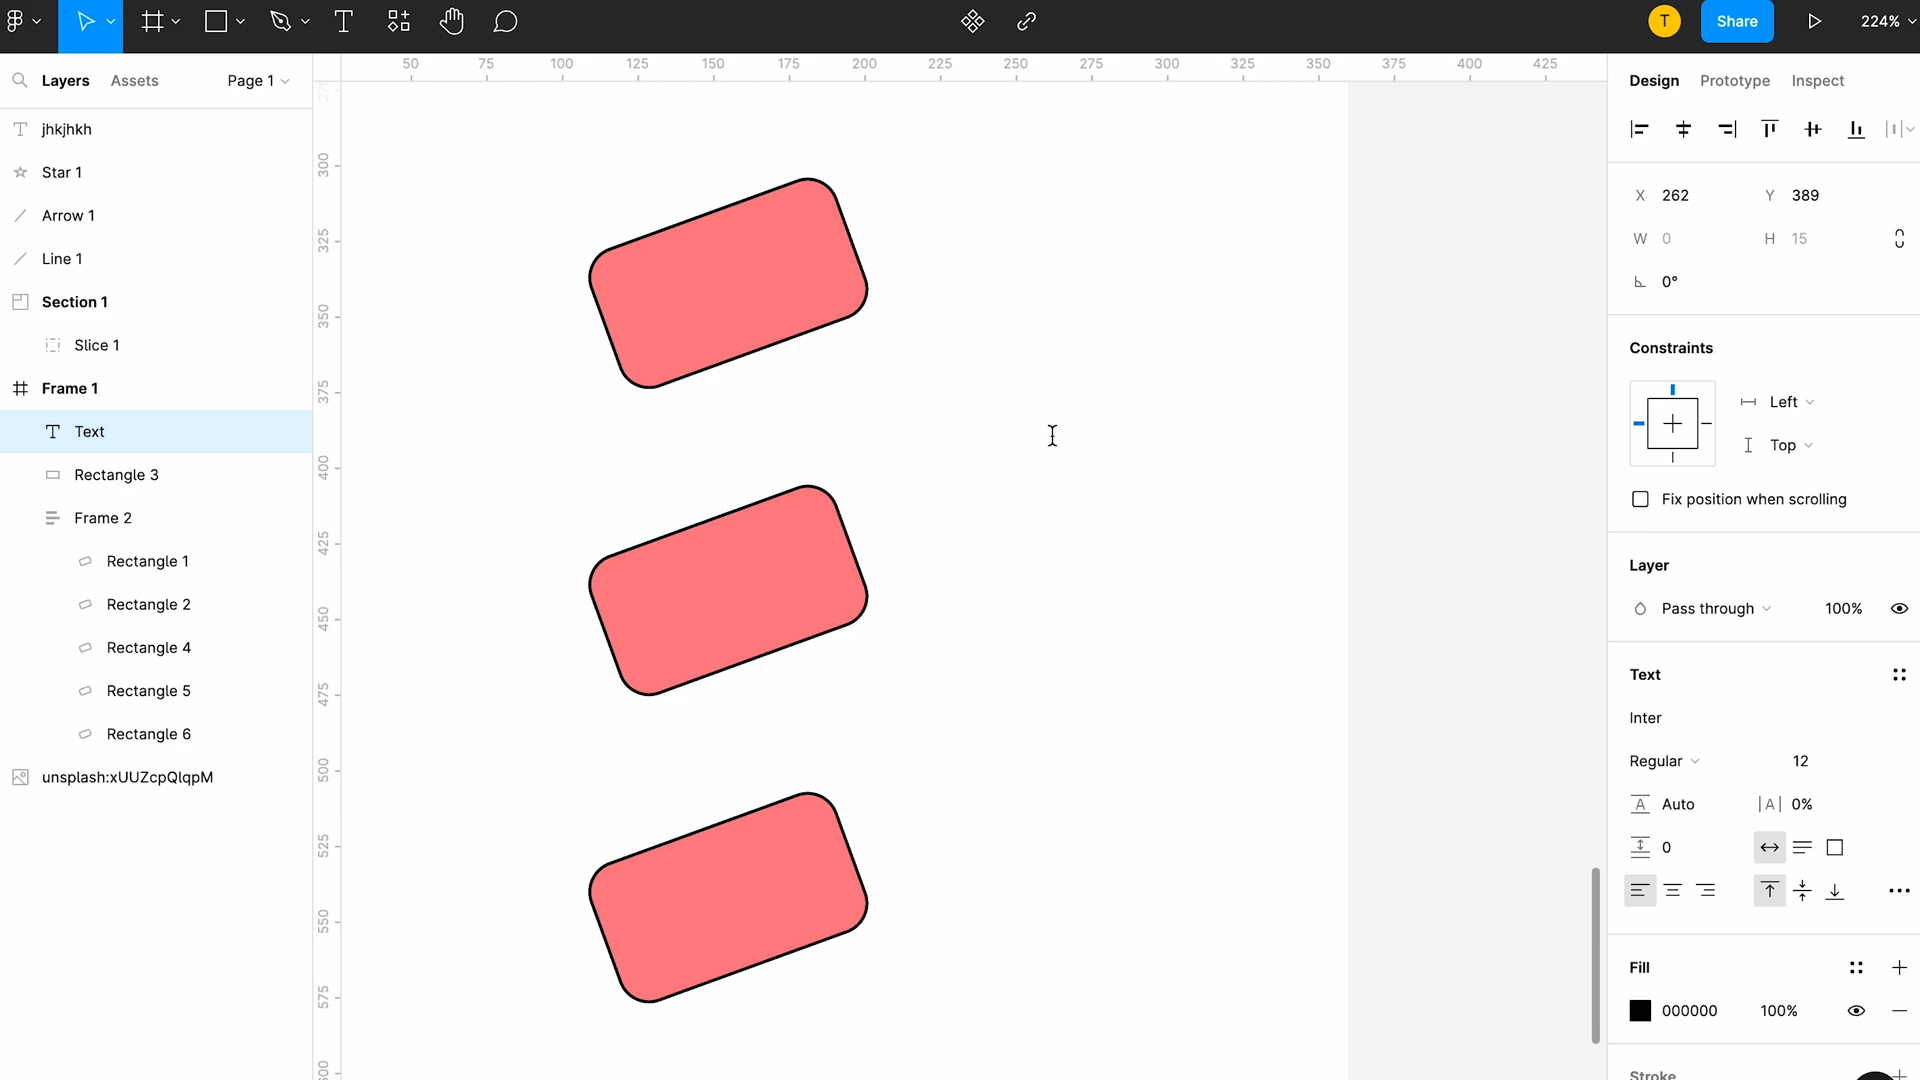 T
Share
224%
Layers
Assets
Page 1
50
75
100
125
150
175
200
225
250
275
300
325
350
375
400
425
Design
Prototype
Inspect
jhkjhkh
Star 1
Arrow 1
Line 1
Section 1
Slice 1
Frame 1
Text
Rectangle 3
Frame 2
Rectangle 1
Rectangle 2
Rectangle 4
Rectangle 5
Rectangle 6
unsplash:xUUZcpQlqpM
300
325
350
375
400
425
450
475
500
525
550
575
X 262
Y 389
W 0
H 15
0°
Constraints
Left
Top
Fix position when scrolling
Layer
Pass through
100%
Text
Inter
Regular
12
A Auto
|A| 0%
0
Fill
000000
100%
Stroke